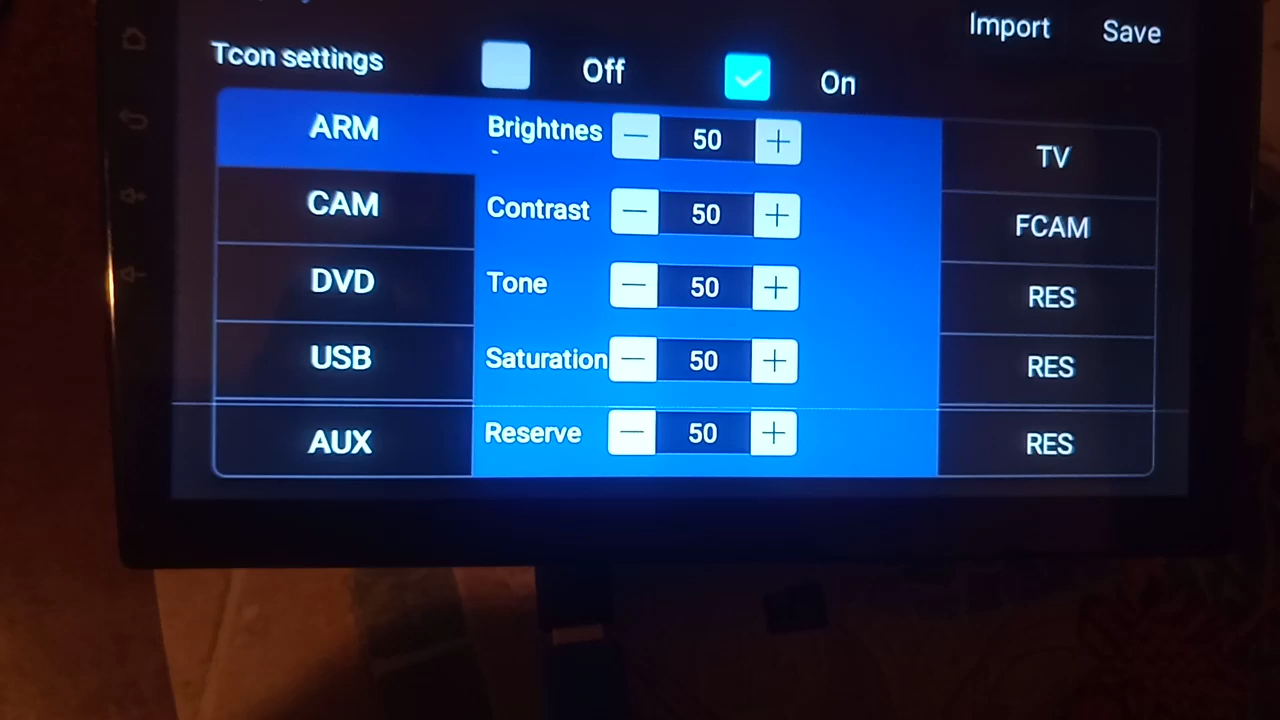 Import Save
Tcon settings Off On
ARM
CAM
DVD
USB
AUX
Brightnes 50
Contrast 50
Tone 50
Saturation 50
Reserve 50
TV
FCAM
RES
RES
RES